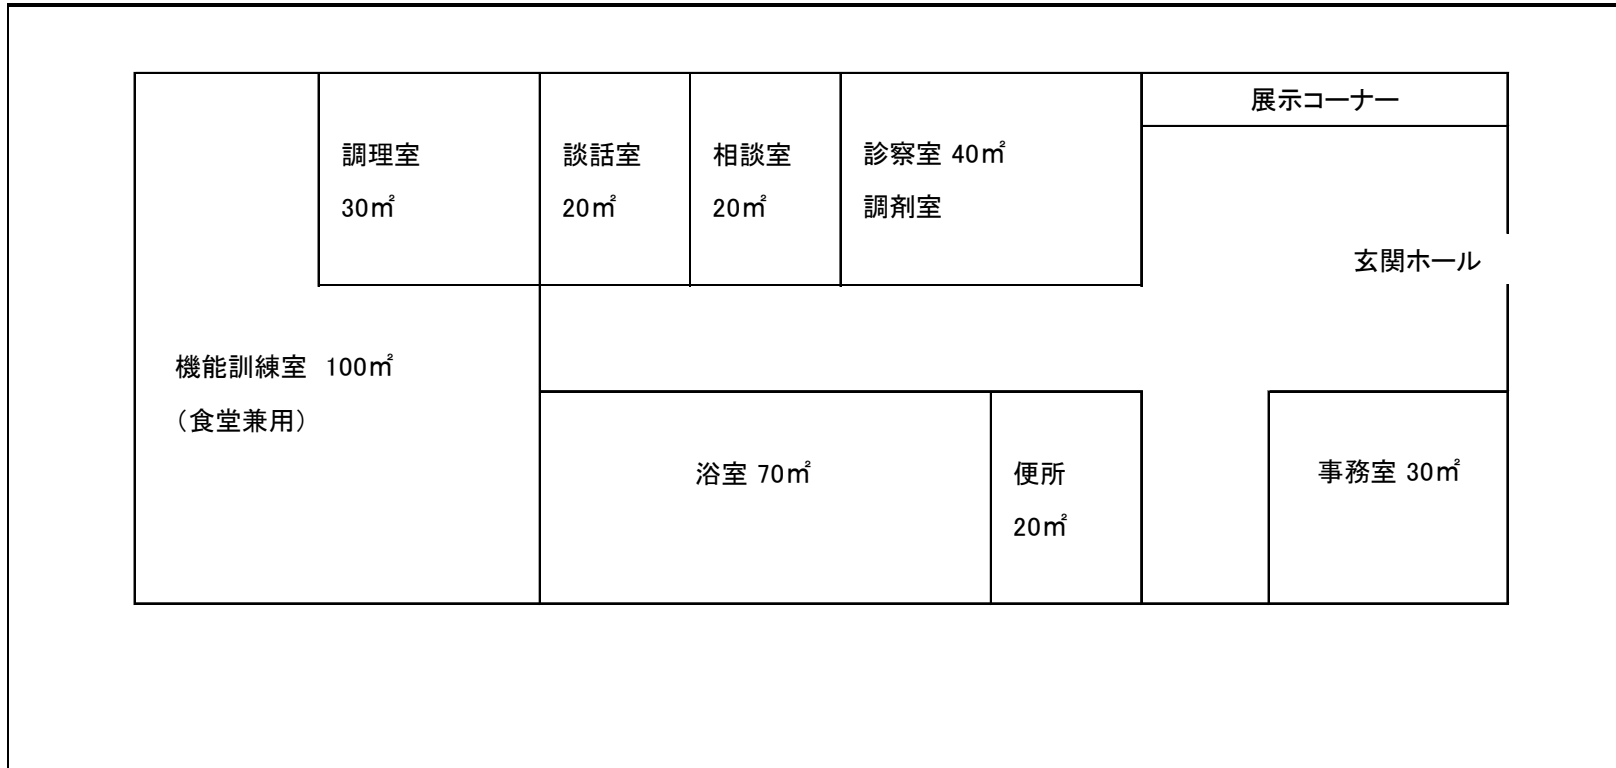 展示コーナー
調理室
30㎡
談話室
20㎡
相談室
20㎡
診察室 40㎡
調剤室
玄関ホール
機能訓練室　100㎡
（食堂兼用）
浴室 70㎡
便所
20㎡
事務室 30㎡